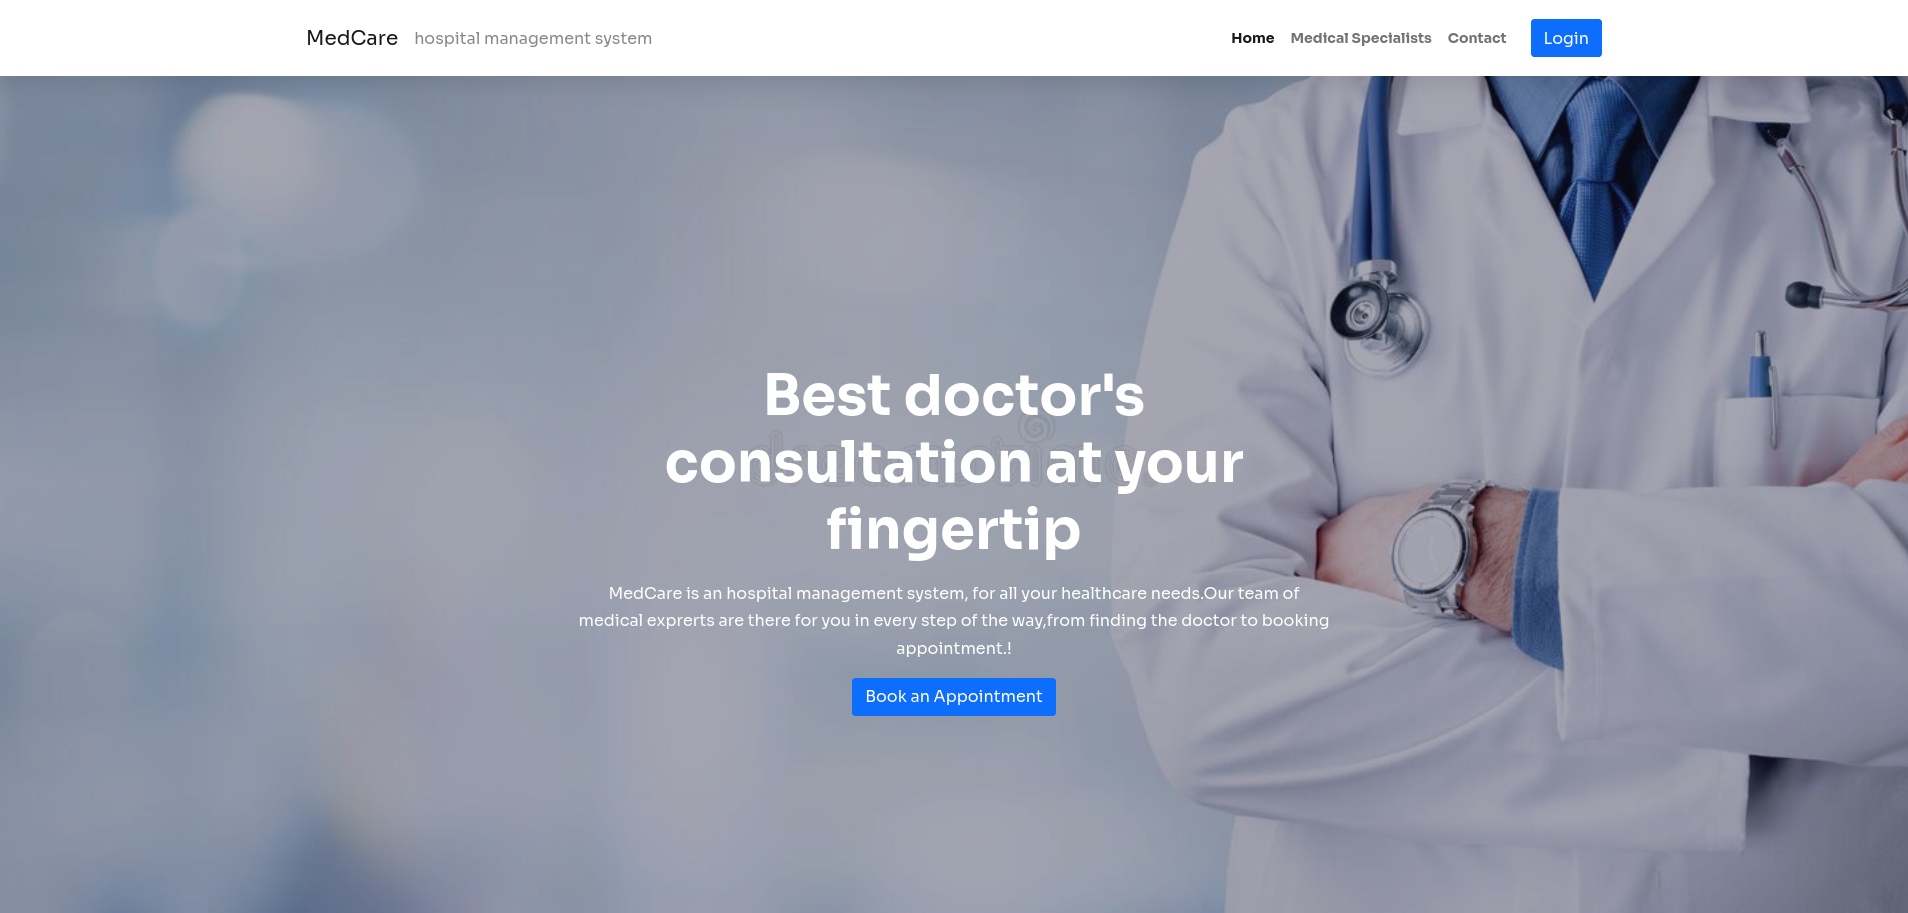 MedCare hospital management system Home Medical Specialists Contact Login
Best doctor's
consultation at your
fingertip
MedCare is an hospital management system, for all your healthcare needs.Our team of
medical exprerts are there for you in every step of the way,from finding the doctor to booking
appointment.!
Book an Appointment